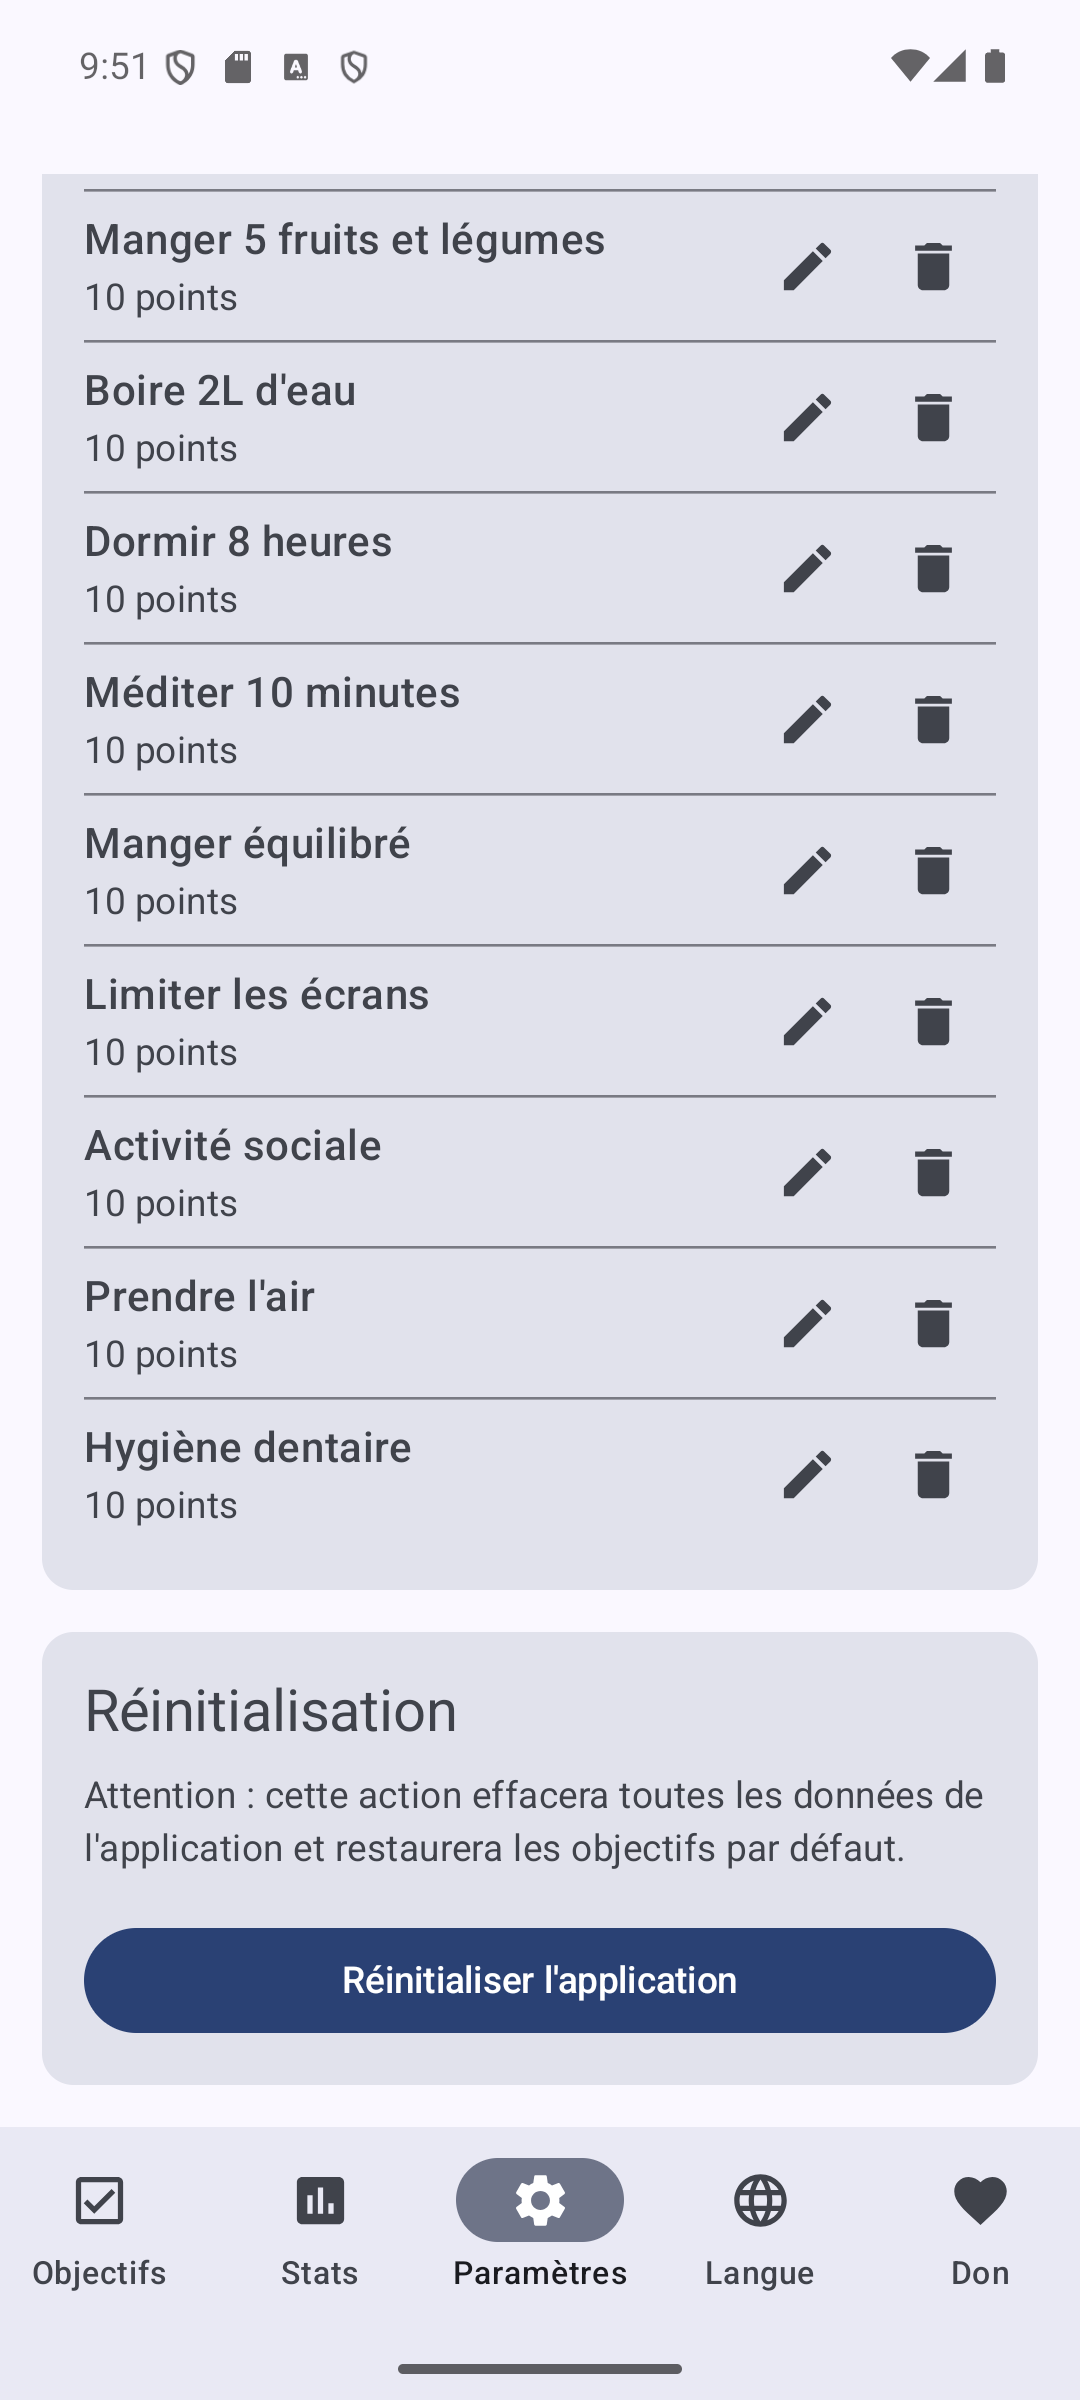 9:51
Manger 5 fruits et légumes
10 points
Boire 2L d'eau
10 points
Dormir 8 heures
10 points
Méditer 10 minutes
10 points
Manger équilibré
10 points
Limiter les écrans
10 points
Activité sociale
10 points
Prendre l'air
10 points
Hygiène dentaire
10 points
Réinitialisation
Attention : cette action effacera toutes les données de
l'application et restaurera les objectifs par défaut.
Réinitialiser l'application
Objectifs Stats Paramètres Langue Don